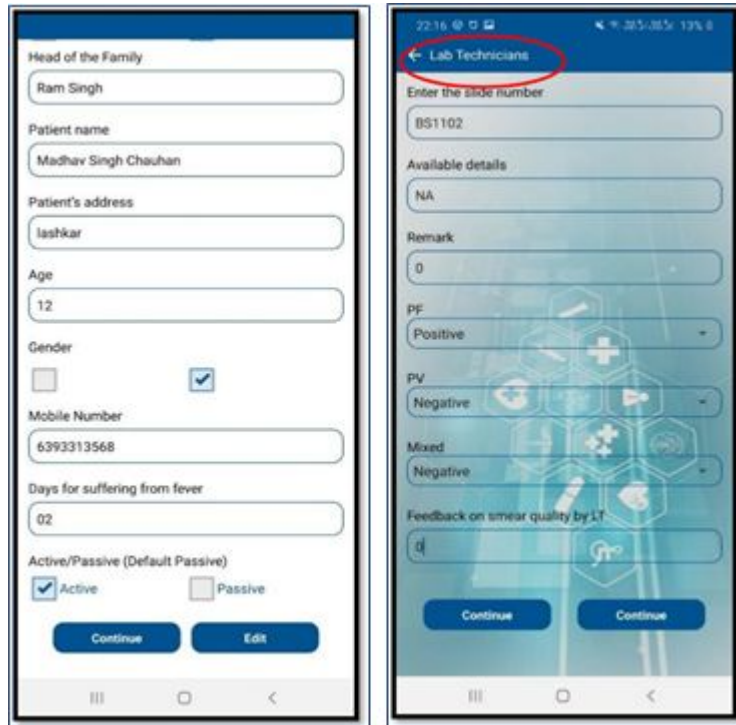 Head of the Family
Ram Singh
Patient name
Madhav Singh Chauhan
Patient's address
lashkar
Age
12
Gender
Mobile Number
6393313568
Days for suffering from fever
02
Active/Passive (Default Passive)
Active Passive
Continue Edit
22:16 13%
← Lab Technicians
Enter the slide number
BS1102
Available details
NA
Remark
0
PF
Positive
PV
Negative
Mixed
Negative
Feedback on smear quality by LT
0
Continue Continue